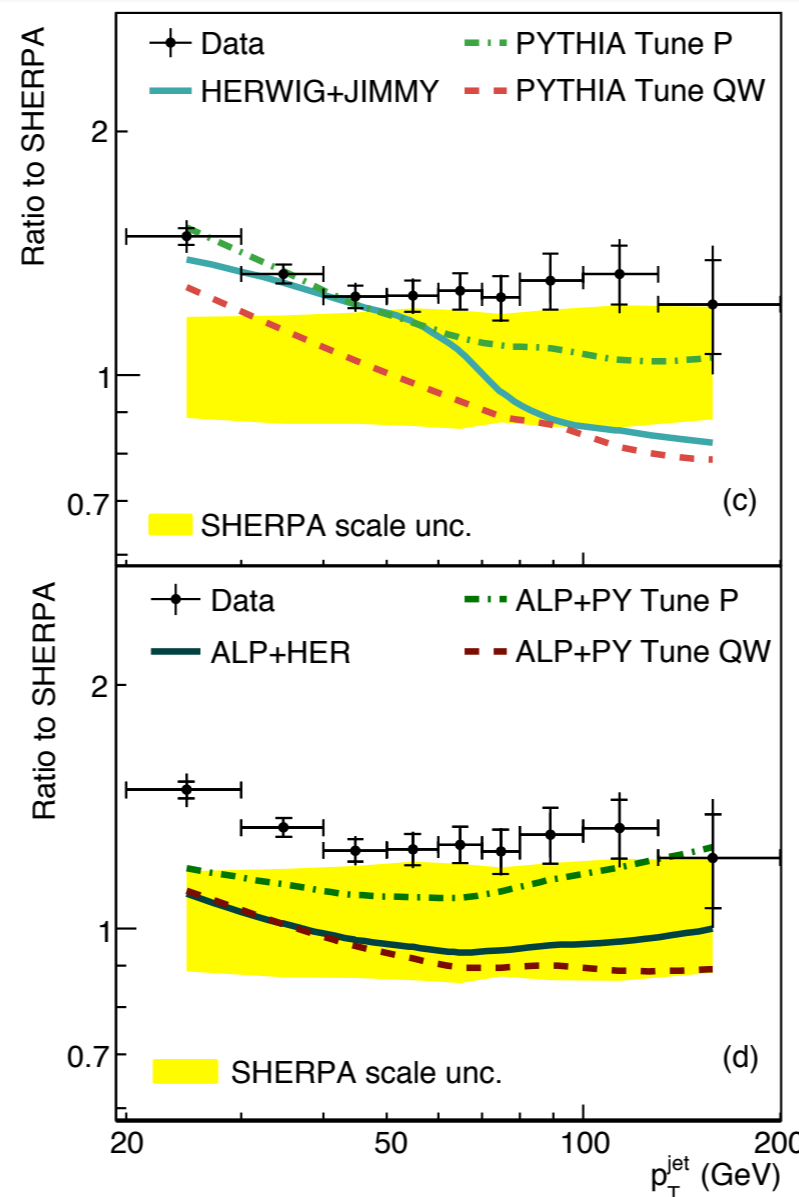 Ratio to SHERPA
Data
PYTHIA Tune P
HERWIG+JIMMY
PYTHIA Tune QW
2
1
0.7
(c)
SHERPA scale unc.
Ratio to SHERPA
Data
ALP+PY Tune P
ALP+HER
ALP+PY Tune QW
2
1
0.7
(d)
SHERPA scale unc.
20 50 100 200
p_T^jet (GeV)